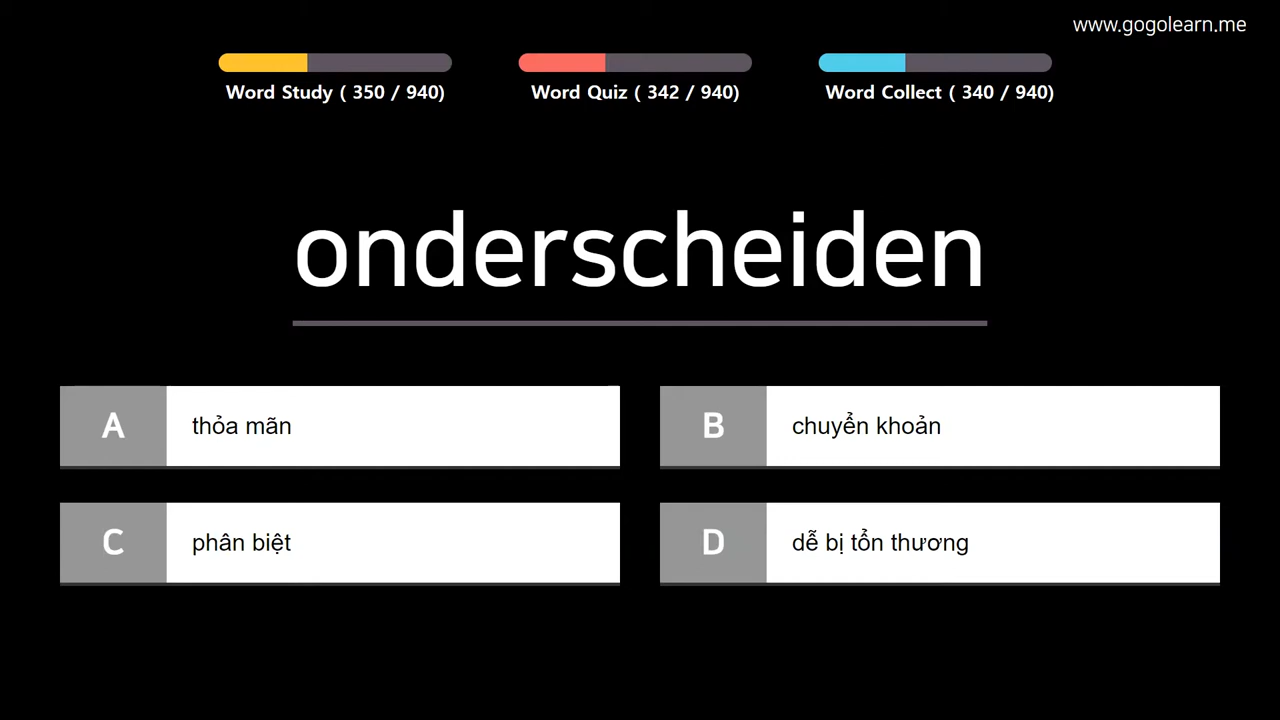 www.gogolearn.me
Word Study ( 350 / 940)
Word Quiz ( 342 / 940)
Word Collect ( 340 / 940)
onderscheiden
A thỏa mãn
B chuyển khoản
C phân biệt
D dễ bị tổn thương